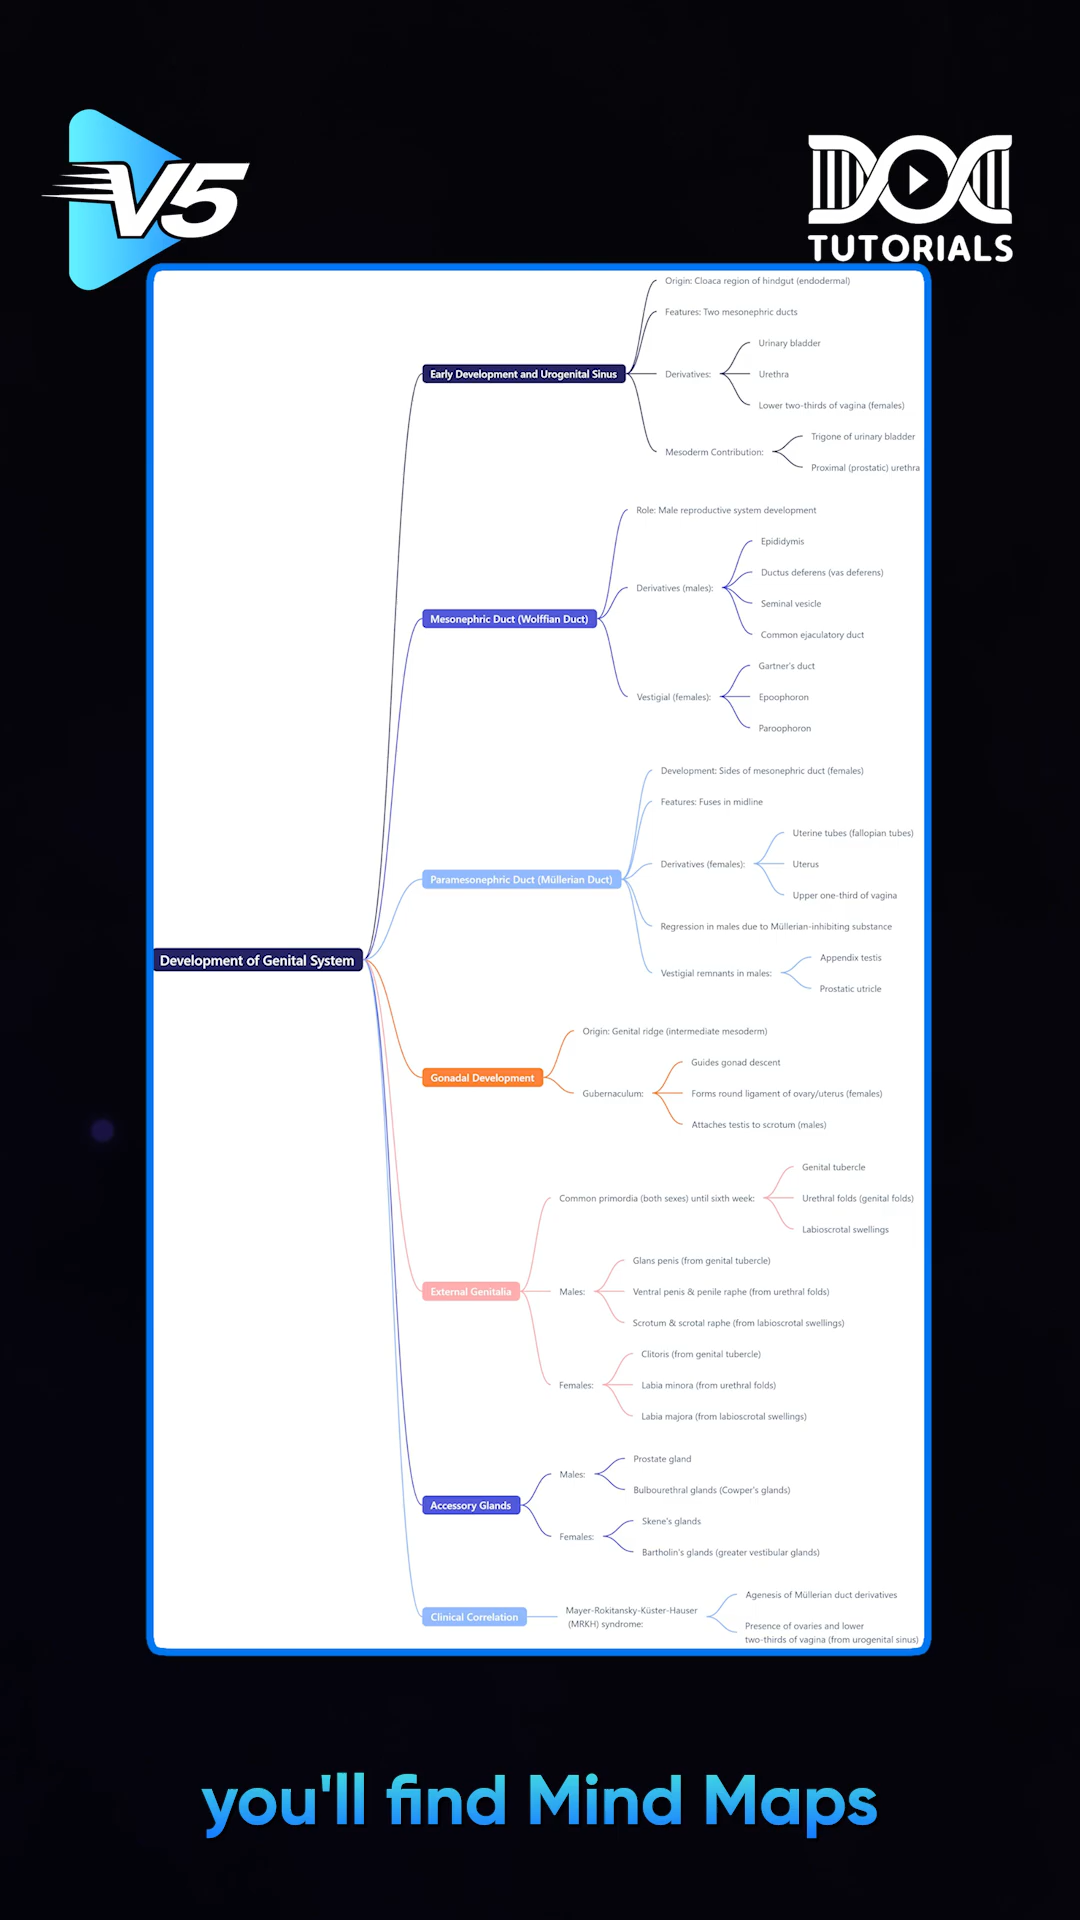 V5
DOC
TUTORIALS
Origin: Cloaca region of hindgut (endodermal)
Features: Two mesonephric ducts
Early Development and Urogenital Sinus
Derivatives:
Urinary bladder
Urethra
Lower two-thirds of vagina (females)
Mesoderm Contribution:
Trigone of urinary bladder
Proximal (prostatic) urethra
Role: Male reproductive system development
Mesonephric Duct (Wolffian Duct)
Derivatives (males):
Epididymis
Ductus deferens (vas deferens)
Seminal vesicle
Common ejaculatory duct
Vestigial (females):
Gartner's duct
Epoophoron
Paroophoron
Development: Sides of mesonephric duct (females)
Features: Fuses in midline
Paramesonephric Duct (Müllerian Duct)
Derivatives (females):
Uterine tubes (fallopian tubes)
Uterus
Upper one-third of vagina
Regression in males due to Müllerian-inhibiting substance
Vestigial remnants in males:
Appendix testis
Prostatic utricle
Development of Genital System
Origin: Genital ridge (intermediate mesoderm)
Gonadal Development
Gubernaculum:
Guides gonad descent
Forms round ligament of ovary/uterus (females)
Attaches testis to scrotum (males)
Common primordia (both sexes) until sixth week:
Genital tubercle
Urethral folds (genital folds)
Labioscrotal swellings
External Genitalia
Males:
Glans penis (from genital tubercle)
Ventral penis & penile raphe (from urethral folds)
Scrotum & scrotal raphe (from labioscrotal swellings)
Females:
Clitoris (from genital tubercle)
Labia minora (from urethral folds)
Labia majora (from labioscrotal swellings)
Accessory Glands
Males:
Prostate gland
Bulbourethral glands (Cowper's glands)
Females:
Skene's glands
Bartholin's glands (greater vestibular glands)
Clinical Correlation
Mayer-Rokitansky-Küster-Hauser
(MRKH) syndrome:
Agenesis of Müllerian duct derivatives
Presence of ovaries and lower
two-thirds of vagina (from urogenital sinus)
you'll find Mind Maps